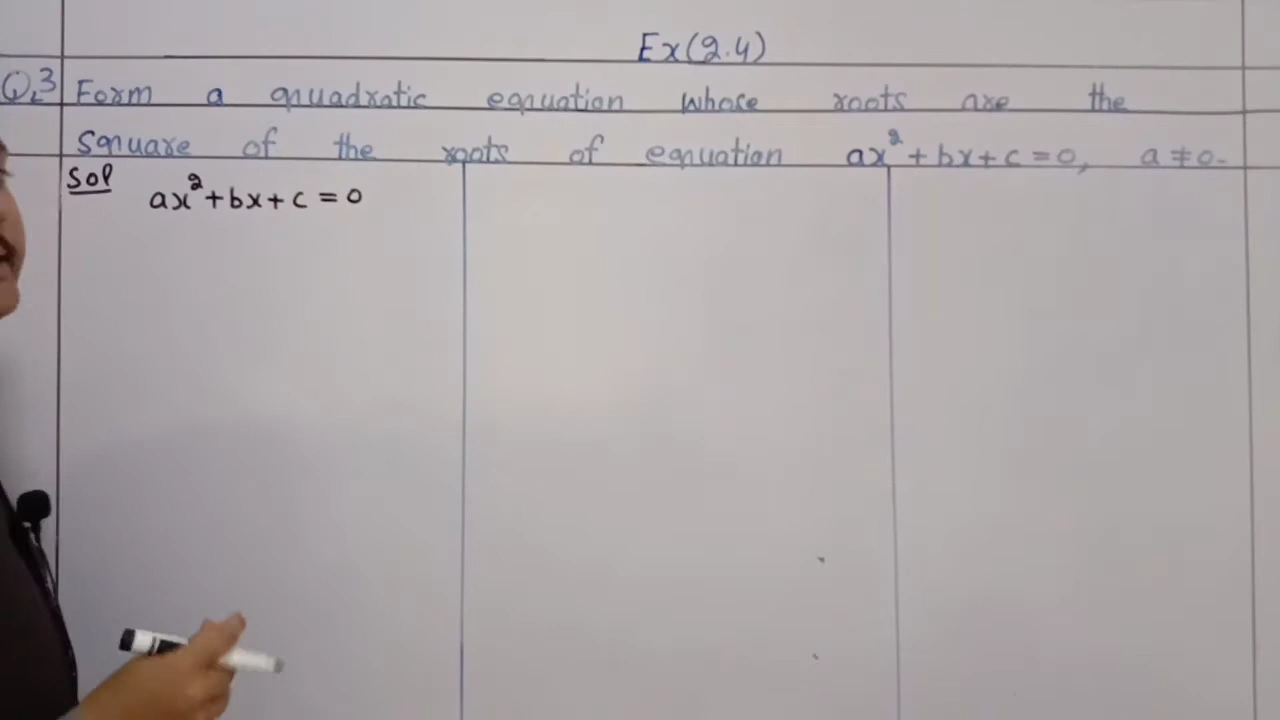 Ex(2.4)
Q.3 Form a quadratic equation whose roots are the
square of the roots of equation ax²+bx+c=0, a≠0.
Sol ax²+bx+c=0